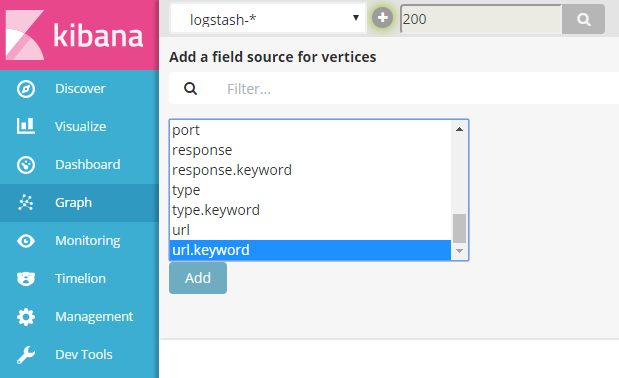 kibana
logstash-*
200
Add a field source for vertices
Filter...
port
response
response.keyword
type
type.keyword
url
url.keyword
Add
Discover
Visualize
Dashboard
Graph
Monitoring
Timelion
Management
Dev Tools